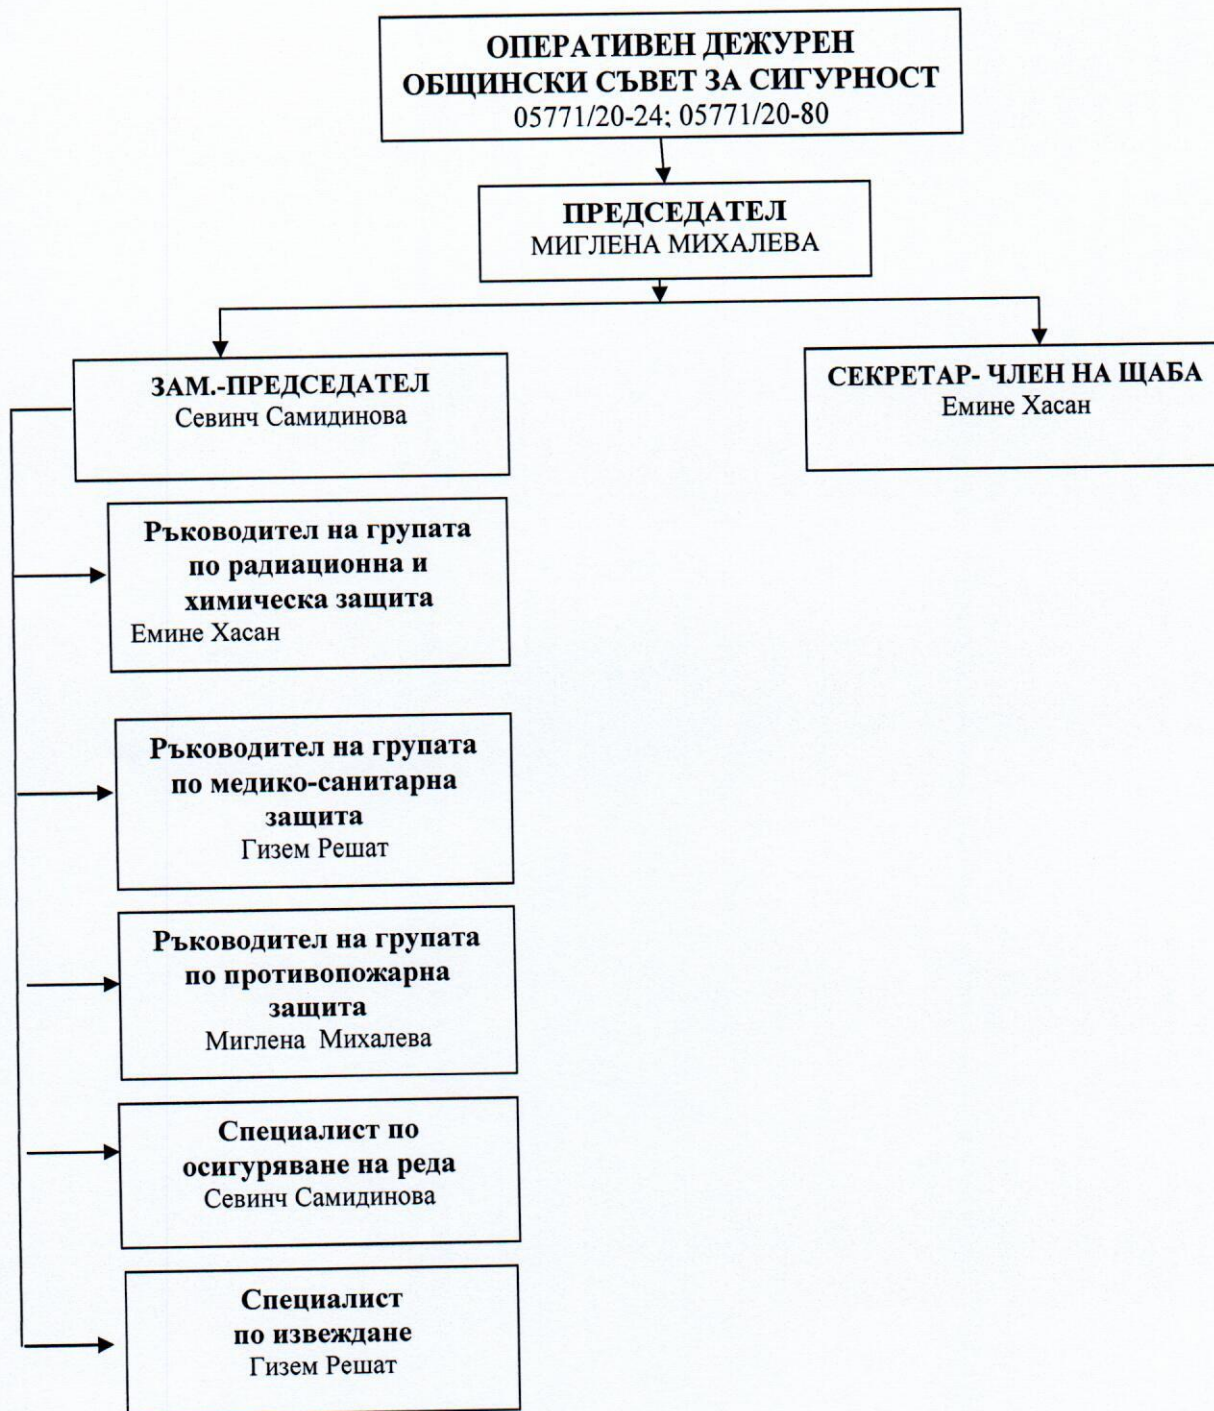 ОПЕРАТИВЕН ДЕЖУРЕН
ОБЩИНСКИ СЪВЕТ ЗА СИГУРНОСТ
05771/20-24; 05771/20-80
ПРЕДСЕДАТЕЛ
МИГЛЕНА МИХАЛЕВА
ЗАМ.-ПРЕДСЕДАТЕЛ
Севинч Самидинова
СЕКРЕТАР- ЧЛЕН НА ЩАБА
Емине Хасан
Ръководител на групата
по радиационна и
химическа защита
Емине Хасан
Ръководител на групата
по медико-санитарна
защита
Гизем Решат
Ръководител на групата
по противопожарна
защита
Миглена Михалева
Специалист по
осигуряване на реда
Севинч Самидинова
Специалист
по извеждане
Гизем Решат